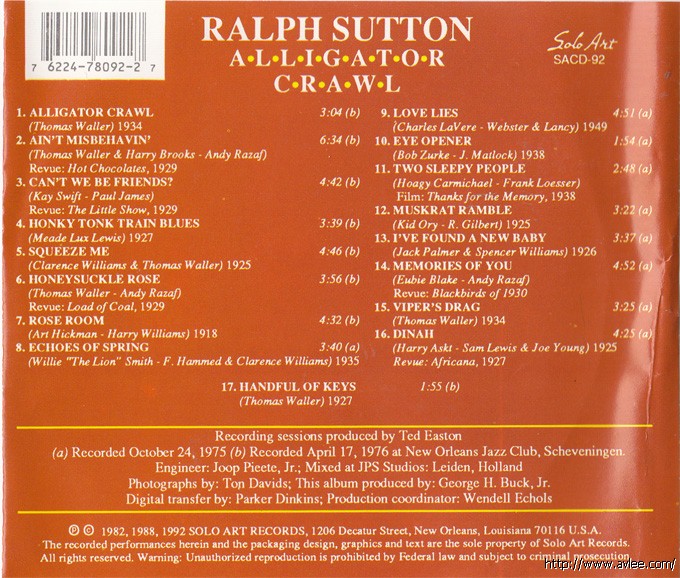 7 6224-78092-2 7
RALPH SUTTON
A•L•L•I•G•A•T•O•R
C•R•A•W•L
Solo Art
SACD-92
1. ALLIGATOR CRAWL 3:04 (b)
(Thomas Waller) 1934
2. AIN'T MISBEHAVIN' 6:34 (b)
(Thomas Waller & Harry Brooks - Andy Razaf)
Revue: Hot Chocolates, 1929
3. CAN'T WE BE FRIENDS? 4:42 (b)
(Kay Swift - Paul James)
Revue: The Little Show, 1929
4. HONKY TONK TRAIN BLUES 3:39 (b)
(Meade Lux Lewis) 1927
5. SQUEEZE ME 4:46 (b)
(Clarence Williams & Thomas Waller) 1925
6. HONEYSUCKLE ROSE 3:56 (b)
(Thomas Waller - Andy Razaf)
Revue: Load of Coal, 1929
7. ROSE ROOM 4:32 (b)
(Art Hickman - Harry Williams) 1918
8. ECHOES OF SPRING 3:40 (a)
(Willie "The Lion" Smith - F. Hammed & Clarence Williams) 1935
9. LOVE LIES 4:51 (a)
(Charles LaVere - Webster & Lancy) 1949
10. EYE OPENER 1:54 (a)
(Bob Zurke - J. Matlock) 1938
11. TWO SLEEPY PEOPLE 2:48 (a)
(Hoagy Carmichael - Frank Loesser)
Film: Thanks for the Memory, 1938
12. MUSKRAT RAMBLE 3:22 (a)
(Kid Ory - R. Gilbert) 1925
13. I'VE FOUND A NEW BABY 3:37 (a)
(Jack Palmer & Spencer Williams) 1926
14. MEMORIES OF YOU 4:52 (a)
(Eubie Blake - Andy Razaf)
Revue: Blackbirds of 1930
15. VIPER'S DRAG 3:25 (a)
(Thomas Waller) 1934
16. DINAH 4:25 (a)
(Harry Askt - Sam Lewis & Joe Young) 1925
Revue: Africana, 1927
17. HANDFUL OF KEYS 1:55 (b)
(Thomas Waller) 1927
Recording sessions produced by Ted Easton
(a) Recorded October 24, 1975 (b) Recorded April 17, 1976 at New Orleans Jazz Club, Scheveningen.
Engineer: Joop Pieete, Jr.; Mixed at JPS Studios: Leiden, Holland
Photographs by: Ton Davids; This album produced by: George H. Buck, Jr.
Digital transfer by: Parker Dinkins; Production coordinator: Wendell Echols
℗ © 1982, 1988, 1992 SOLO ART RECORDS, 1206 Decatur Street, New Orleans, Louisiana 70116 U.S.A.
The recorded performances herein and the packaging design, graphics and text are the sole property of Solo Art Records.
All rights reserved. Warning: Unauthorized reproduction is prohibited by Federal law and subject to criminal prosecution.
http://www.avlee.com/